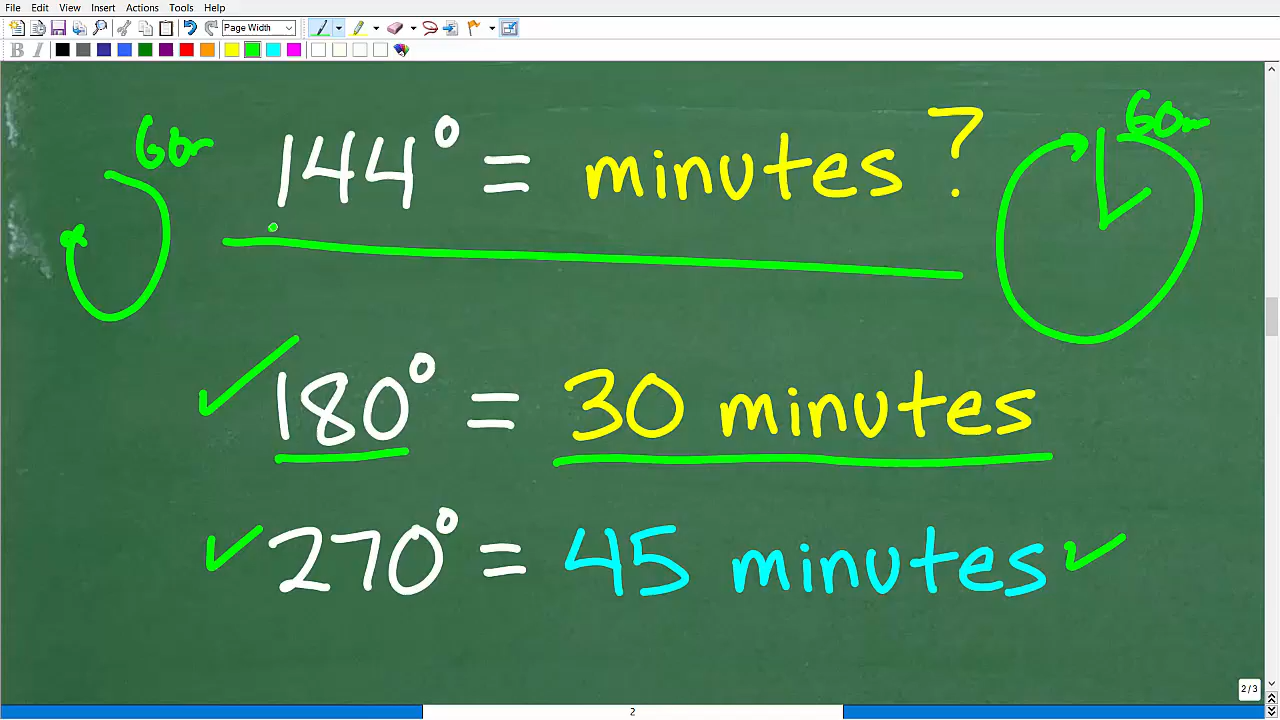 File Edit View Insert Actions Tools Help
Page Width
B I
60m
144° = minutes ?
60m
180° = 30 minutes
270° = 45 minutes
2/3
2